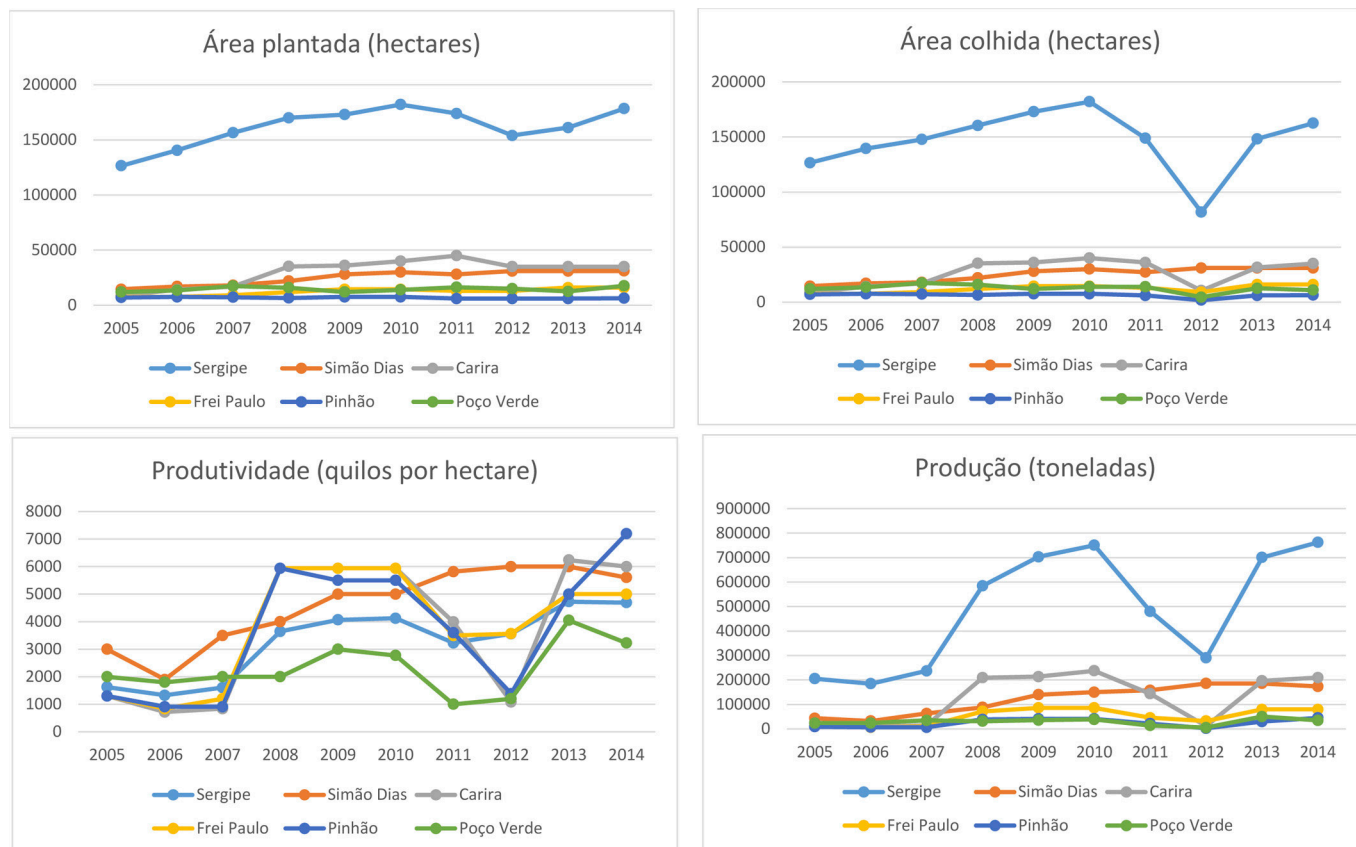 Área plantada (hectares)
200000
150000
100000
50000
0
2005 2006 2007 2008 2009 2010 2011 2012 2013 2014
Sergipe Simão Dias Carira
Frei Paulo Pinhão Poço Verde
Área colhida (hectares)
200000
150000
100000
50000
0
2005 2006 2007 2008 2009 2010 2011 2012 2013 2014
Sergipe Simão Dias Carira
Frei Paulo Pinhão Poço Verde
Produtividade (quilos por hectare)
8000
7000
6000
5000
4000
3000
2000
1000
0
2005 2006 2007 2008 2009 2010 2011 2012 2013 2014
Sergipe Simão Dias Carira
Frei Paulo Pinhão Poço Verde
Produção (toneladas)
900000
800000
700000
600000
500000
400000
300000
200000
100000
0
2005 2006 2007 2008 2009 2010 2011 2012 2013 2014
Sergipe Simão Dias Carira
Frei Paulo Pinhão Poço Verde